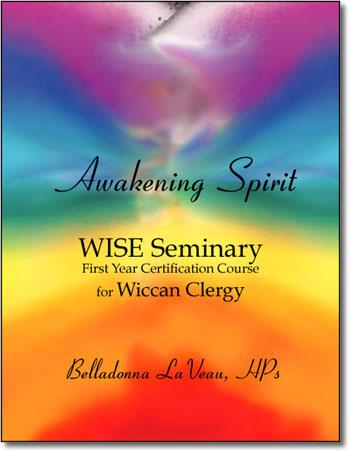 Awakening Spirit
WISE Seminary
First Year Certification Course
for Wiccan Clergy
Belladonna LaVeau, HPs